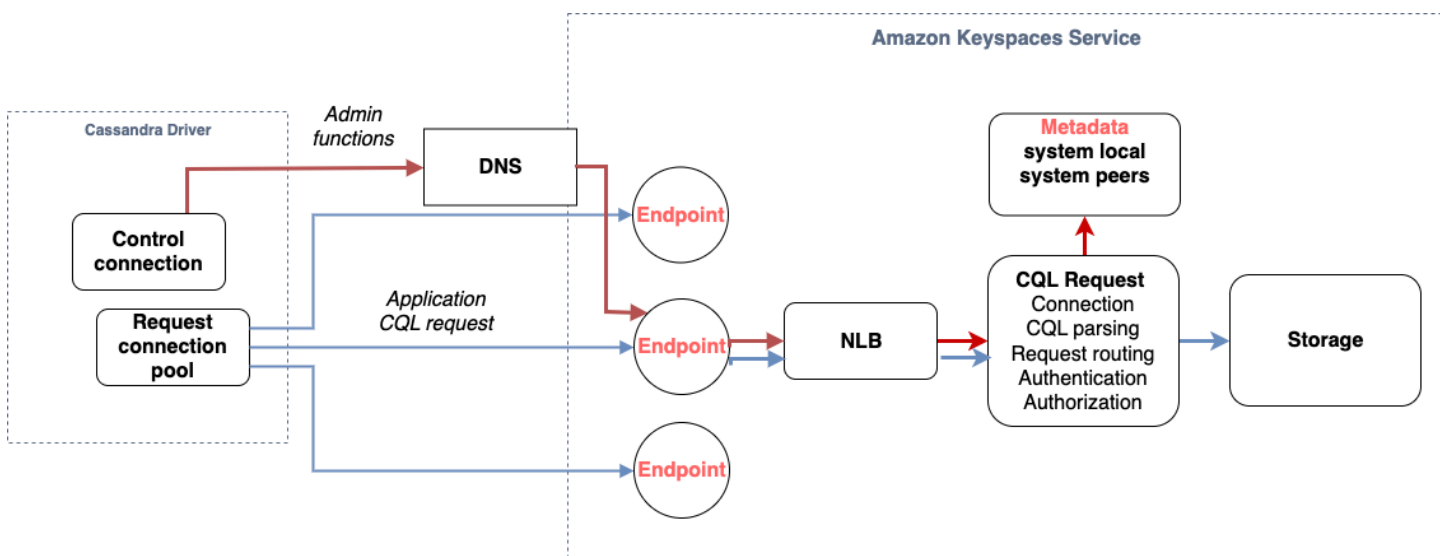 Amazon Keyspaces Service
Cassandra Driver
Admin
functions
DNS
Control
connection
Request
connection
pool
Application
CQL request
Endpoint
Endpoint
Endpoint
NLB
Metadata
system local
system peers
CQL Request
Connection
CQL parsing
Request routing
Authentication
Authorization
Storage